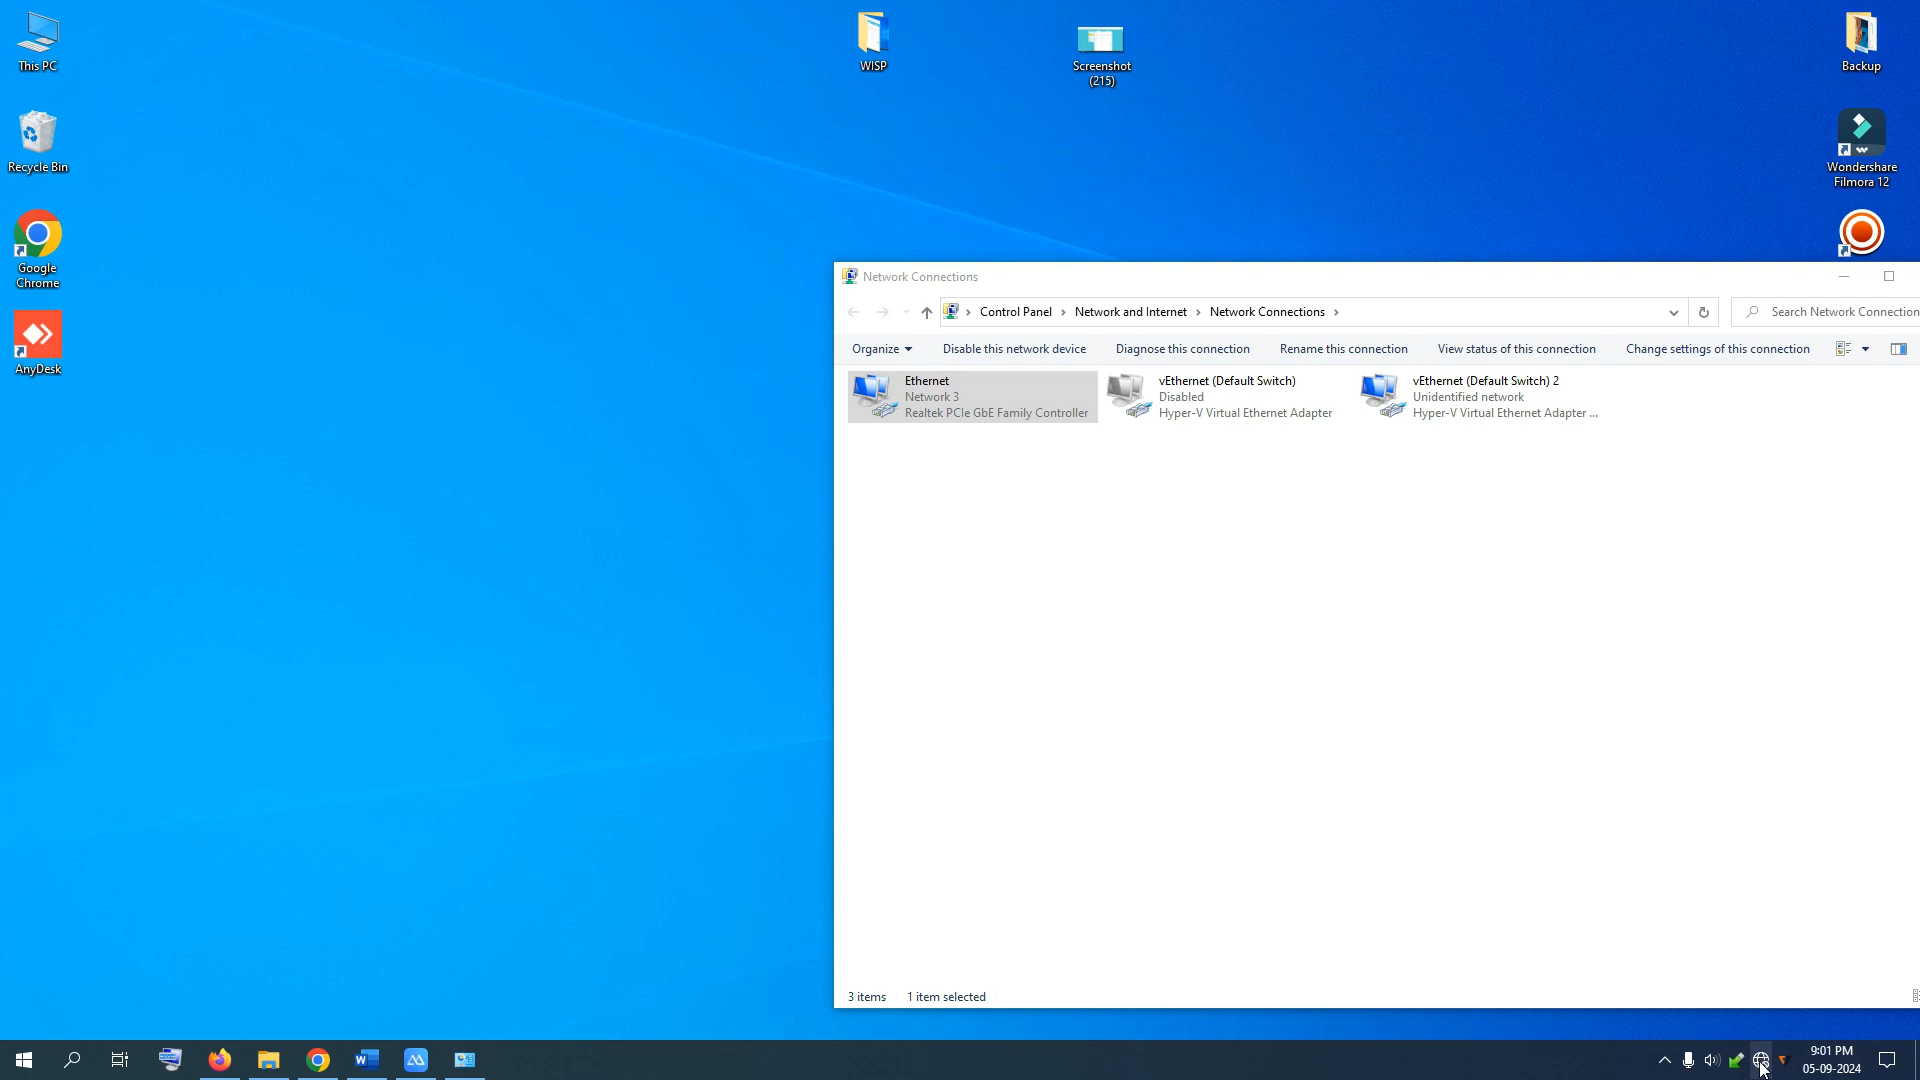 This PC
Recycle Bin
Google
Chrome
AnyDesk
WISP
Screenshot
(215)
Backup
Wondershare
Filmora 12
Network Connections
Control Panel
Network and Internet
Network Connections
Search Network Connection
Organize
Disable this network device
Diagnose this connection
Rename this connection
View status of this connection
Change settings of this connection
Ethernet
Network 3
Realtek PCIe GbE Family Controller
vEthernet (Default Switch)
Disabled
Hyper-V Virtual Ethernet Adapter
vEthernet (Default Switch) 2
Unidentified network
Hyper-V Virtual Ethernet Adapter ...
3 items
1 item selected
9:01 PM
05-09-2024